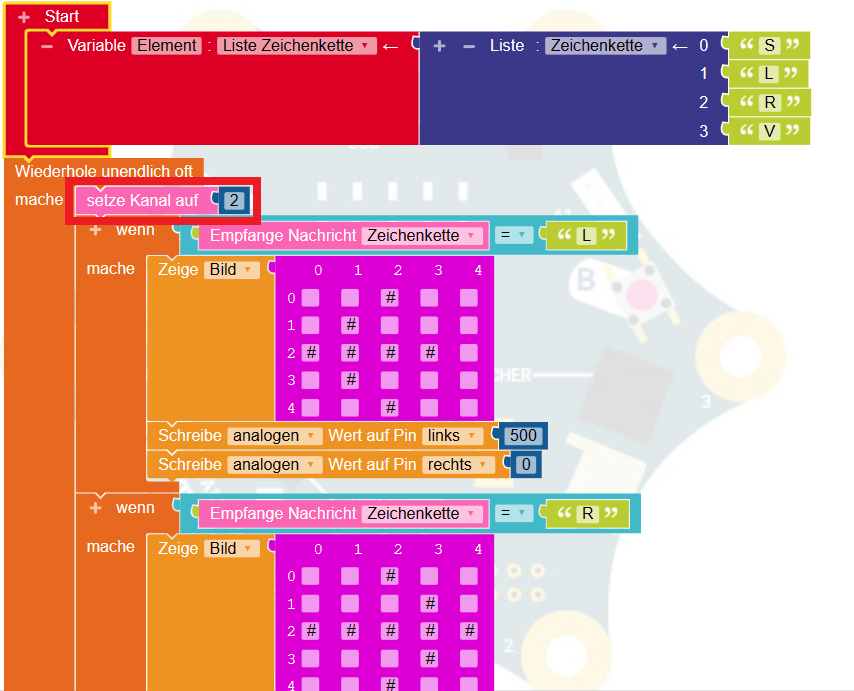 + Start
− Variable Element : Liste Zeichenkette ▾ ← + − Liste : Zeichenkette ▾ ← 0 “ S ”
1 “ L ”
2 “ R ”
3 “ V ”
Wiederhole unendlich oft
mache setze Kanal auf 2
+ wenn Empfange Nachricht Zeichenkette ▾ = ▾ “ L ”
mache Zeige Bild ▾ 0 1 2 3 4
B
0 #
1 #
2 # # # #
3 #
4 #
CHER
3
Schreibe analogen ▾ Wert auf Pin links ▾ 500
Schreibe analogen ▾ Wert auf Pin rechts ▾ 0
+ wenn Empfange Nachricht Zeichenkette ▾ = ▾ “ R ”
mache Zeige Bild ▾ 0 1 2 3 4
0 #
1 #
2 # # # # #
2
3 #
4 #